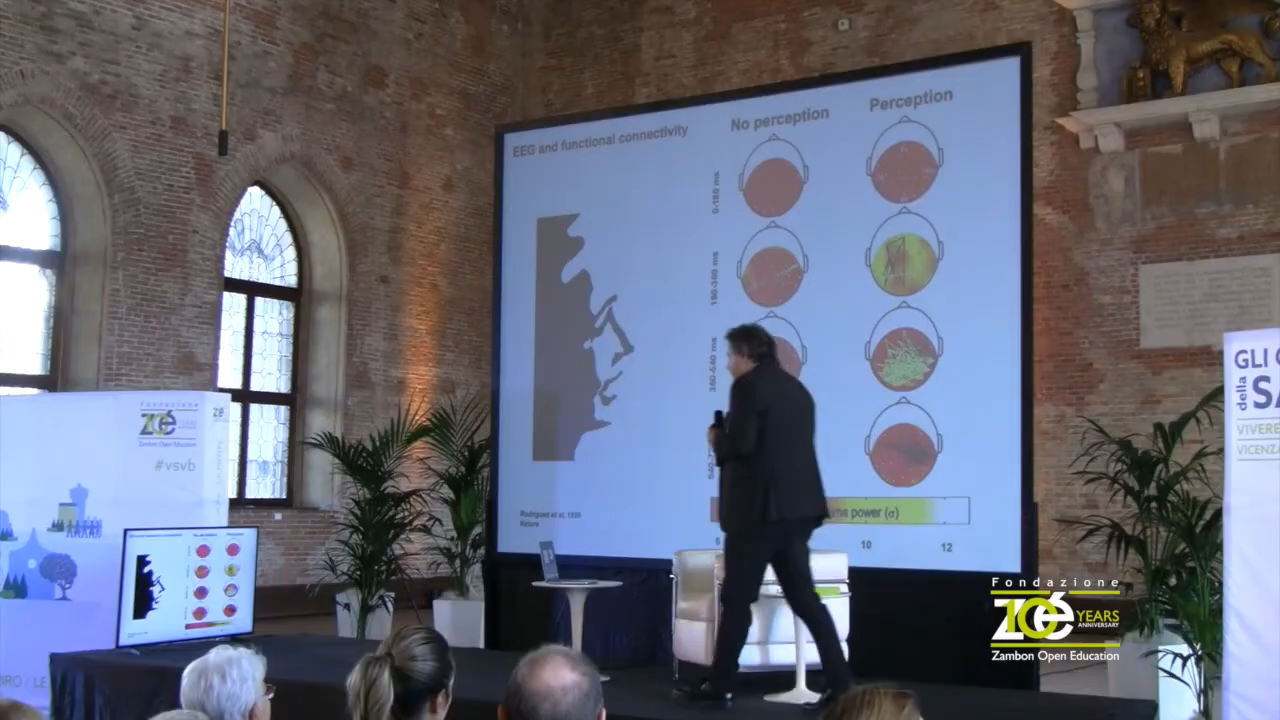 EEG and functional connectivity
No perception
Perception
0-180 ms
180-360 ms
360-540 ms
power (σ)
10
12
Rodriguez et al, 1999
Nature
Fondazione
ZOÉ
YEARS
Zambon Open Education
#vsvb
GLI
della
VIVERE
VICENZA
Fondazione
ZOÉ YEARS
ANNIVERSARY
Zambon Open Education